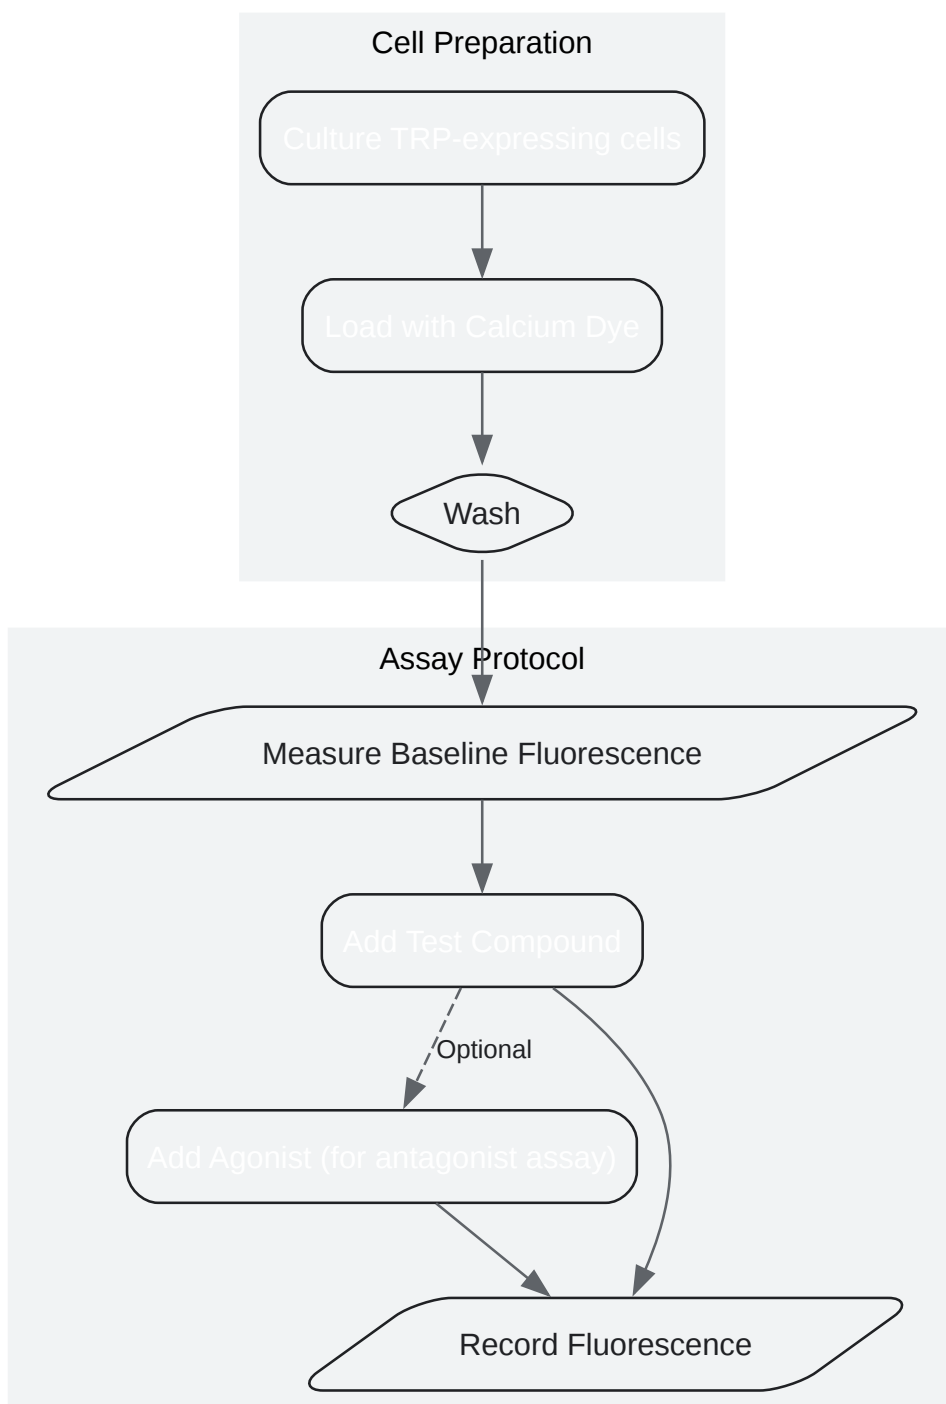 Cell Preparation
Culture TRP-expressing cells
Load with Calcium Dye
Wash
Assay Protocol
Measure Baseline Fluorescence
Add Test Compound
Optional
Add Agonist (for antagonist assay)
Record Fluorescence